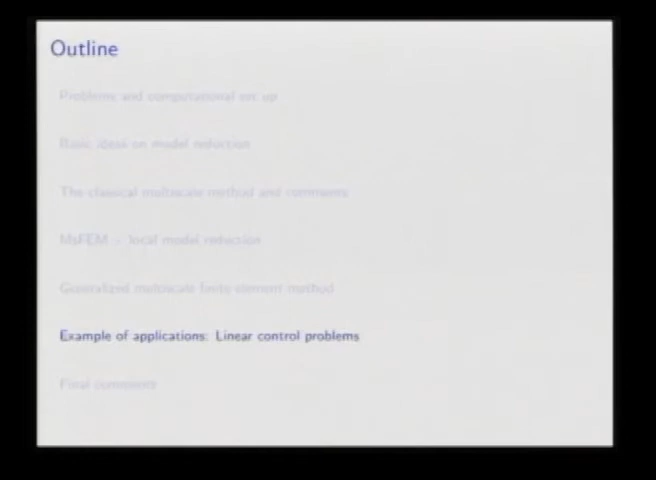 Outline
Problems and computational set up
Basic ideas on model reduction
The classical multiscale method and comments
MsFEM - local model reduction
Generalized multiscale finite element method
Example of applications: Linear control problems
Final comments